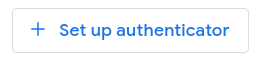 + Set up authenticator